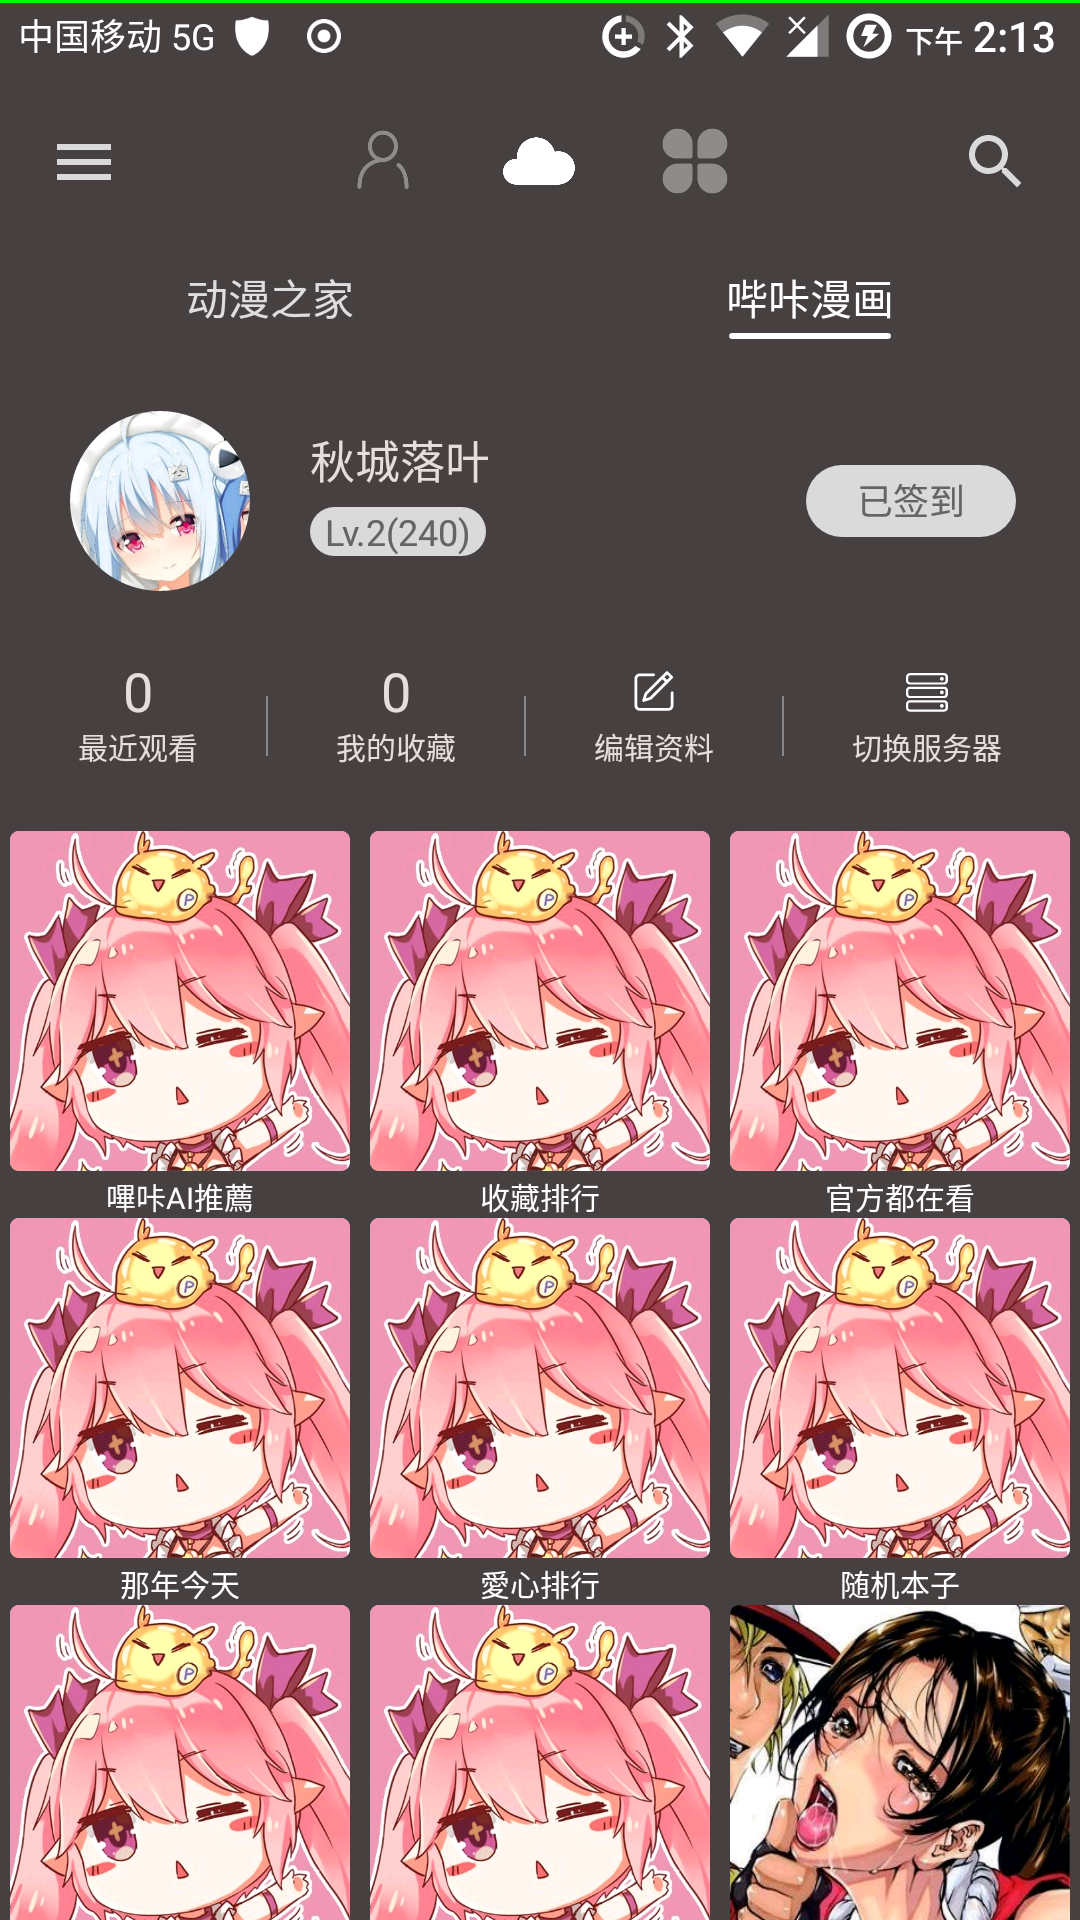 中国移动 5G 下午 2:13
动漫之家 哔咔漫画
秋城落叶
Lv.2(240)
已签到
0 0
最近观看 我的收藏 编辑资料 切换服务器
嗶咔AI推薦 收藏排行 官方都在看
那年今天 愛心排行 随机本子